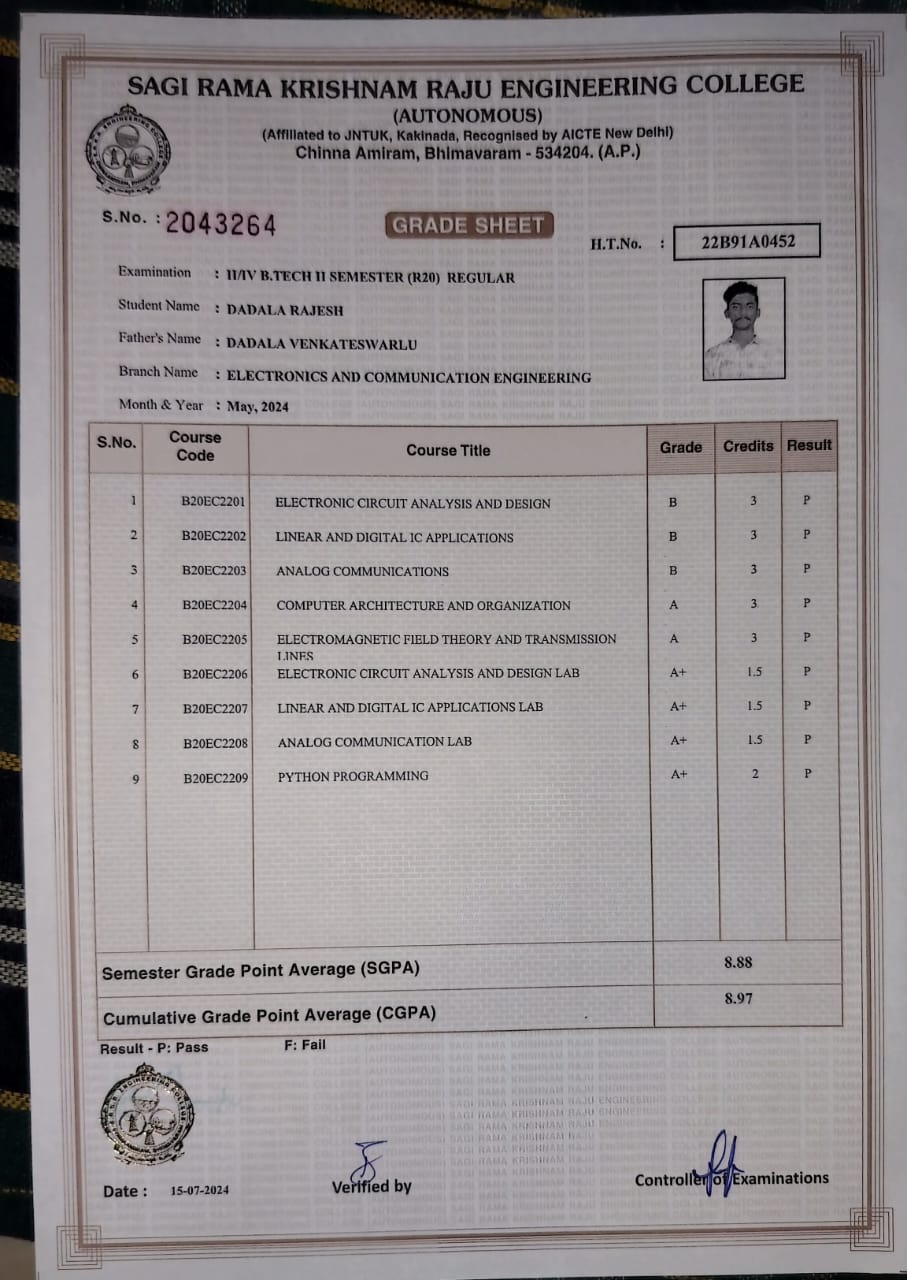 SAGI RAMA KRISHNAM RAJU ENGINEERING COLLEGE
(AUTONOMOUS)
(Affiliated to JNTUK, Kakinada, Recognised by AICTE New Delhi)
Chinna Amiram, Bhimavaram - 534204. (A.P.)
S.No. : 2043264
GRADE SHEET
H.T.No. : 22B91A0452
Examination : II/IV B.TECH II SEMESTER (R20) REGULAR
Student Name : DADALA RAJESH
Father's Name : DADALA VENKATESWARLU
Branch Name : ELECTRONICS AND COMMUNICATION ENGINEERING
Month & Year : May, 2024
S.No. Course Code Course Title Grade Credits Result
1 B20EC2201 ELECTRONIC CIRCUIT ANALYSIS AND DESIGN B 3 P
2 B20EC2202 LINEAR AND DIGITAL IC APPLICATIONS B 3 P
3 B20EC2203 ANALOG COMMUNICATIONS B 3 P
4 B20EC2204 COMPUTER ARCHITECTURE AND ORGANIZATION A 3 P
5 B20EC2205 ELECTROMAGNETIC FIELD THEORY AND TRANSMISSION A 3 P
LINES
6 B20EC2206 ELECTRONIC CIRCUIT ANALYSIS AND DESIGN LAB A+ 1.5 P
7 B20EC2207 LINEAR AND DIGITAL IC APPLICATIONS LAB A+ 1.5 P
8 B20EC2208 ANALOG COMMUNICATION LAB A+ 1.5 P
9 B20EC2209 PYTHON PROGRAMMING A+ 2 P
Semester Grade Point Average (SGPA) 8.88
Cumulative Grade Point Average (CGPA) 8.97
Result - P: Pass F: Fail
Date : 15-07-2024
Verified by
Controller of Examinations